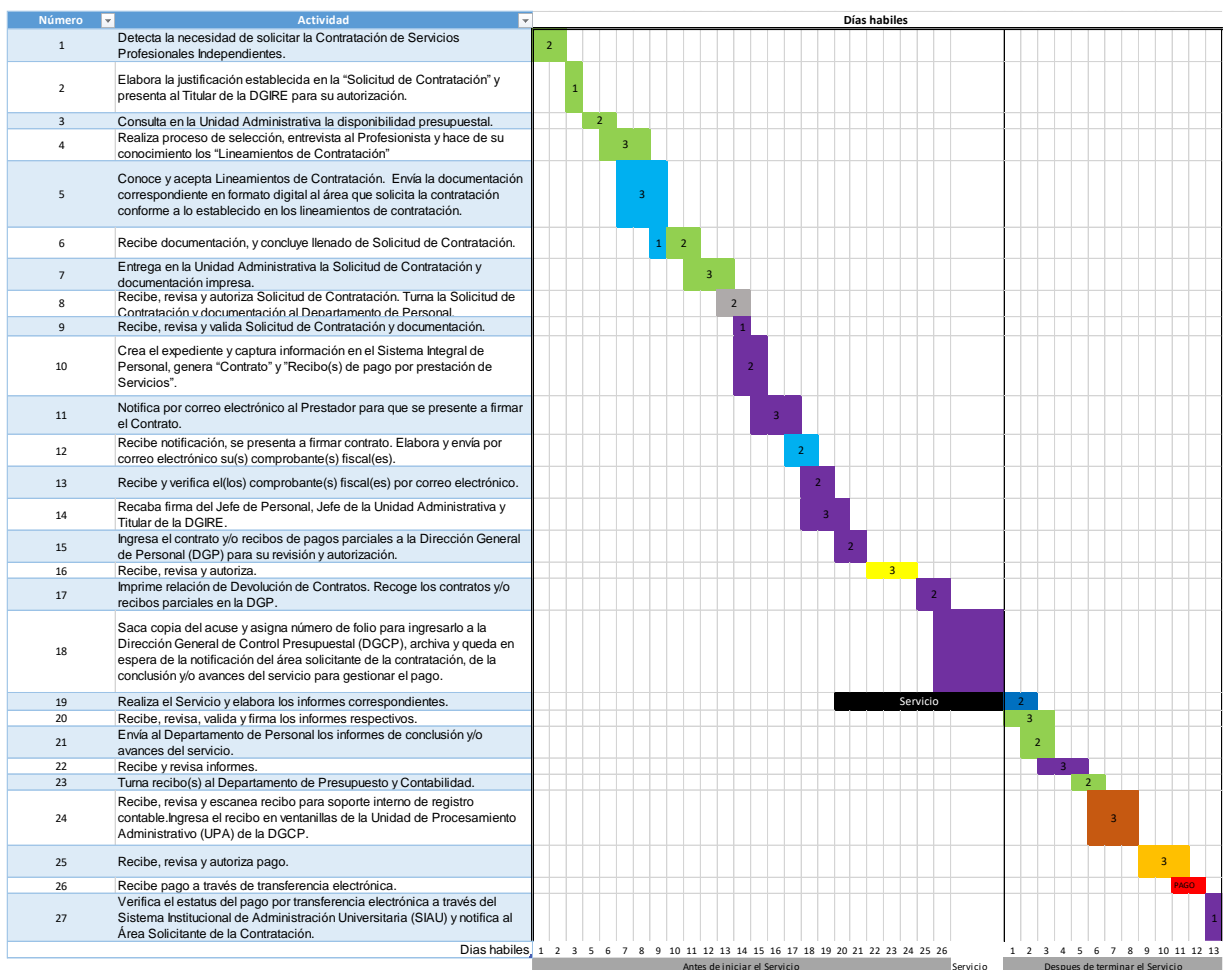 Número Actividad Días habiles
1 Detecta la necesidad de solicitar la Contratación de Servicios
Profesionales Independientes. 2
2 Elabora la justificación establecida en la “Solicitud de Contratación” y
presenta al Titular de la DGIRE para su autorización. 1
3 Consulta en la Unidad Administrativa la disponibilidad presupuestal. 2
4 Realiza proceso de selección, entrevista al Profesionista y hace de su
conocimiento los “Lineamientos de Contratación” 3
5 Conoce y acepta Lineamientos de Contratación. Envía la documentación
correspondiente en formato digital al área que solicita la contratación
conforme a lo establecido en los lineamientos de contratación. 3
6 Recibe documentación, y concluye llenado de Solicitud de Contratación. 1 2
7 Entrega en la Unidad Administrativa la Solicitud de Contratación y
documentación impresa. 3
8 Recibe, revisa y autoriza Solicitud de Contratación. Turna la Solicitud de
Contratación y documentación al Departamento de Personal. 2
9 Recibe, revisa y valida Solicitud de Contratación y documentación. 1
10 Crea el expediente y captura información en el Sistema Integral de
Personal, genera “Contrato” y ”Recibo(s) de pago por prestación de
Servicios”. 2
11 Notifica por correo electrónico al Prestador para que se presente a firmar
el Contrato. 3
12 Recibe notificación, se presenta a firmar contrato. Elabora y envía por
correo electrónico su(s) comprobante(s) fiscal(es). 2
13 Recibe y verifica el(los) comprobante(s) fiscal(es) por correo electrónico. 2
14 Recaba firma del Jefe de Personal, Jefe de la Unidad Administrativa y
Titular de la DGIRE. 3
15 Ingresa el contrato y/o recibos de pagos parciales a la Dirección General
de Personal (DGP) para su revisión y autorización. 2
16 Recibe, revisa y autoriza. 3
17 Imprime relación de Devolución de Contratos. Recoge los contratos y/o
recibos parciales en la DGP. 2
18 Saca copia del acuse y asigna número de folio para ingresarlo a la
Dirección General de Control Presupuestal (DGCP), archiva y queda en
espera de la notificación del área solicitante de la contratación, de la
conclusión y/o avances del servicio para gestionar el pago.
19 Realiza el Servicio y elabora los informes correspondientes. Servicio 2
20 Recibe, revisa, valida y firma los informes respectivos. 3
21 Envía al Departamento de Personal los informes de conclusión y/o
avances del servicio. 2
22 Recibe y revisa informes. 3
23 Turna recibo(s) al Departamento de Presupuesto y Contabilidad. 2
24 Recibe, revisa y escanea recibo para soporte interno de registro
contable.Ingresa el recibo en ventanillas de la Unidad de Procesamiento
Administrativo (UPA) de la DGCP. 3
25 Recibe, revisa y autoriza pago. 3
26 Recibe pago a través de transferencia electrónica. PAGO
27 Verifica el estatus del pago por transferencia electrónica a través del
Sistema Institucional de Administración Universitaria (SIAU) y notifica al
Área Solicitante de la Contratación. 1
Dias habiles 1 2 3 5 6 7 8 9 10 11 12 13 14 15 16 17 18 19 20 21 22 23 24 25 26 1 2 3 4 5 6 7 8 9 10 11 12 13
Antes de iniciar el Servicio Servicio Despues de terminar el Servicio